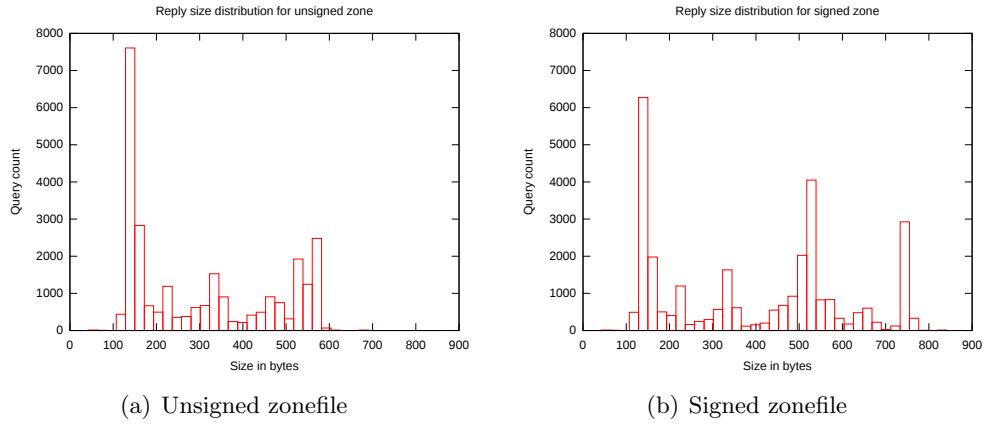 Reply size distribution for unsigned zone
8000
7000
6000
5000
4000
3000
2000
1000
0
Query count
0 100 200 300 400 500 600 700 800 900
Size in bytes
(a) Unsigned zonefile
Reply size distribution for signed zone
8000
7000
6000
5000
4000
3000
2000
1000
0
Query count
0 100 200 300 400 500 600 700 800 900
Size in bytes
(b) Signed zonefile